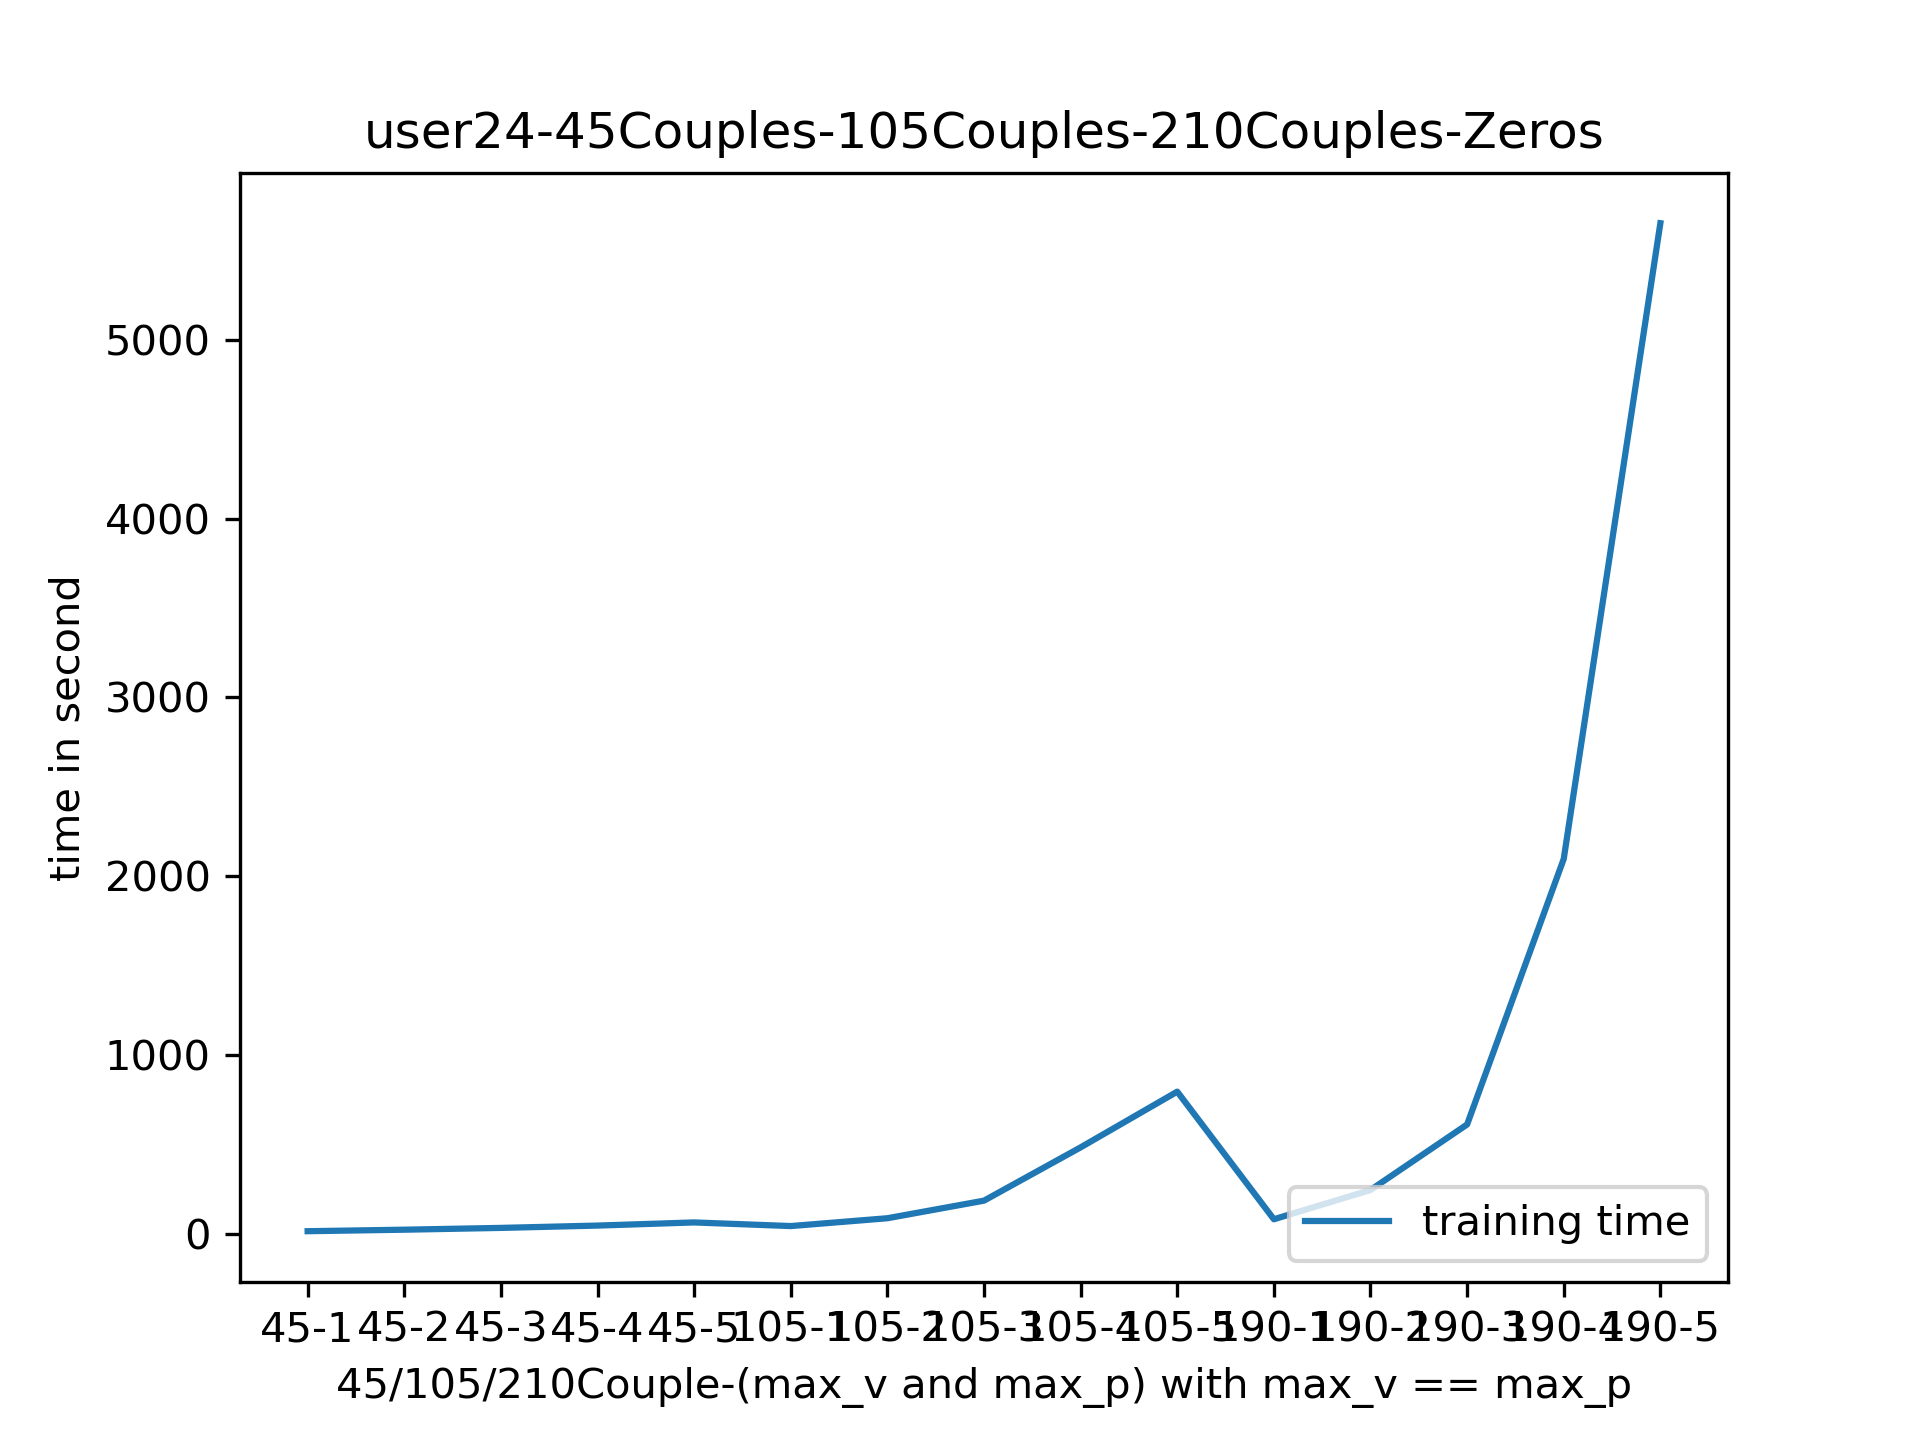 user24-45Couples-105Couples-210Couples-Zeros
time in second
5000
4000
3000
2000
1000
0
training time
45-1 45-2 45-3 45-4 45-5 105-1 105-2 105-3 105-4 105-5 190-1 190-2 190-3 190-4 190-5
45/105/210Couple-(max_v and max_p) with max_v == max_p